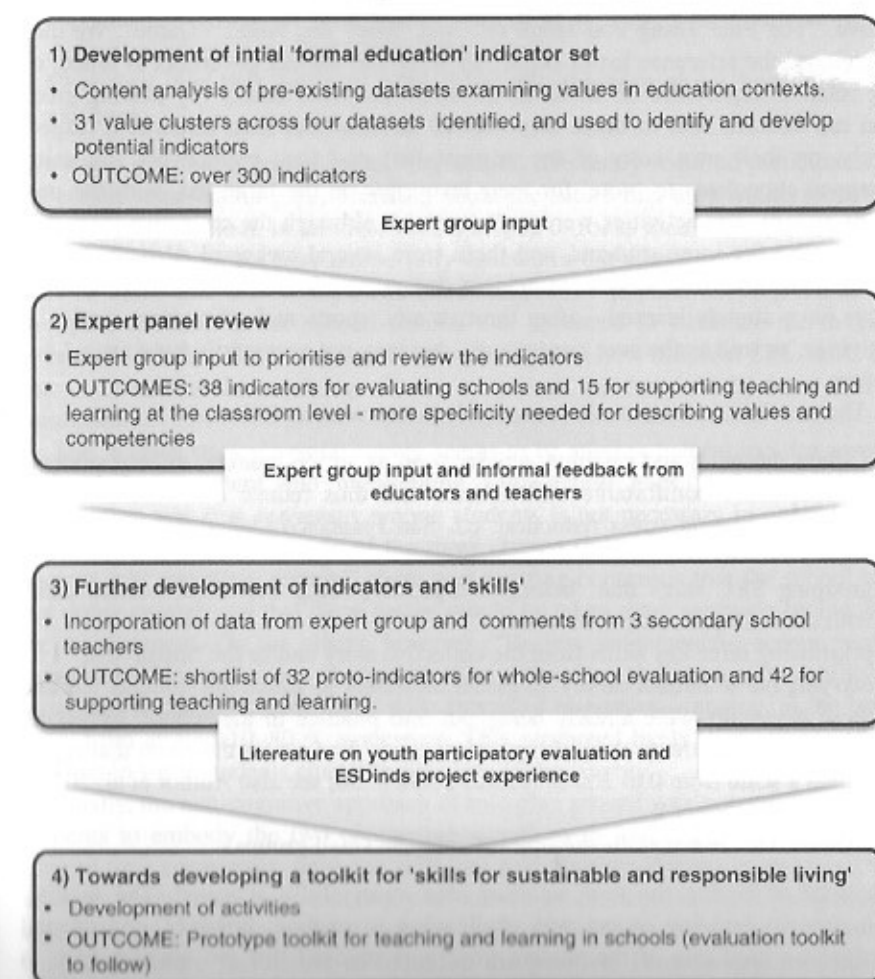 1) Development of intial 'formal education' indicator set
• Content analysis of pre-existing datasets examining values in education contexts.
• 31 value clusters across four datasets identified, and used to identify and develop
potential indicators
• OUTCOME: over 300 indicators
Expert group input
2) Expert panel review
• Expert group input to prioritise and review the indicators
• OUTCOMES: 38 indicators for evaluating schools and 15 for supporting teaching and
learning at the classroom level - more specificity needed for describing values and
competencies
Expert group input and informal feedback from
educators and teachers
3) Further development of indicators and 'skills'
• Incorporation of data from expert group and comments from 3 secondary school
teachers
• OUTCOME: shortlist of 32 proto-indicators for whole-school evaluation and 42 for
supporting teaching and learning.
Litereature on youth participatory evaluation and
ESDinds project experience
4) Towards developing a toolkit for 'skills for sustainable and responsible living'
• Development of activities
• OUTCOME: Prototype toolkit for teaching and learning in schools (evaluation toolkit
to follow)